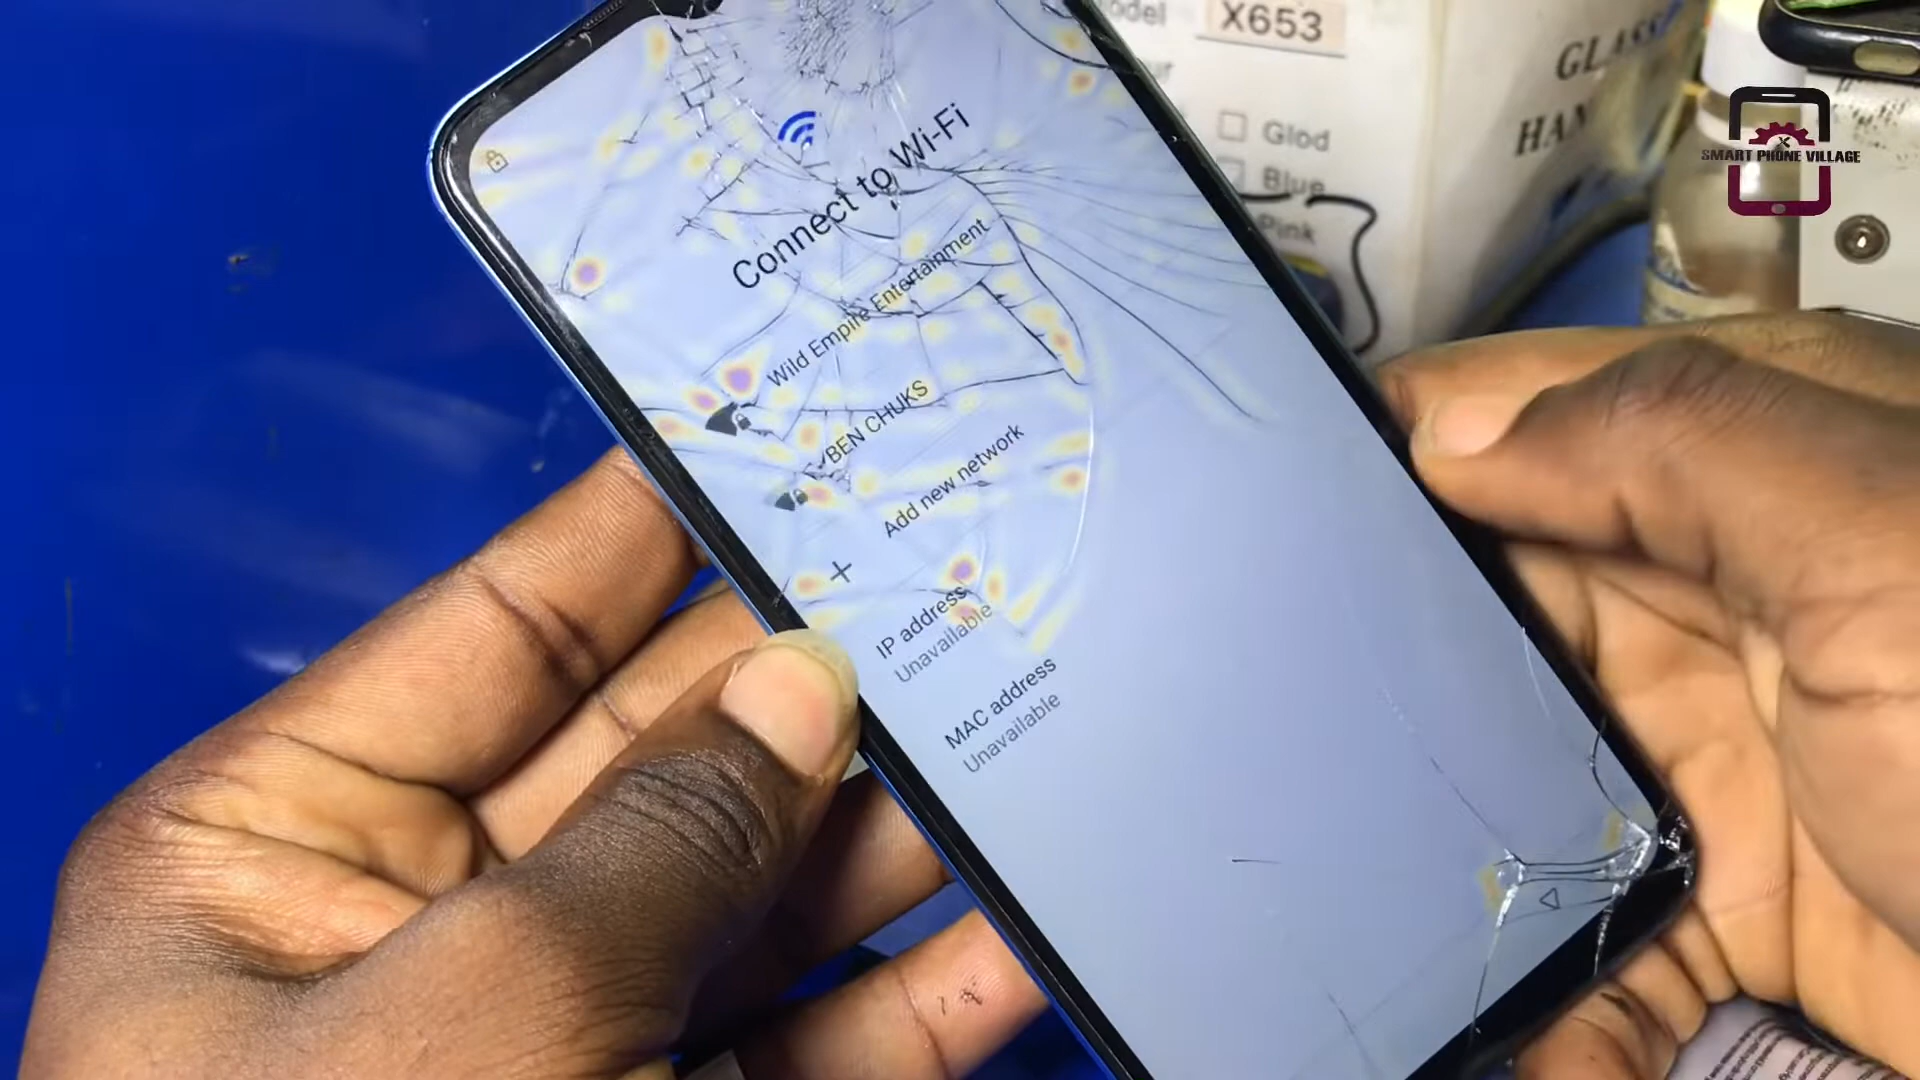 Connect to Wi-Fi
Wild Empire Entertainment
BEN CHUKS
Add new network
IP address
Unavailable
MAC address
Unavailable
X653
Glod
Blue
Pink
SMART PHONE VILLAGE